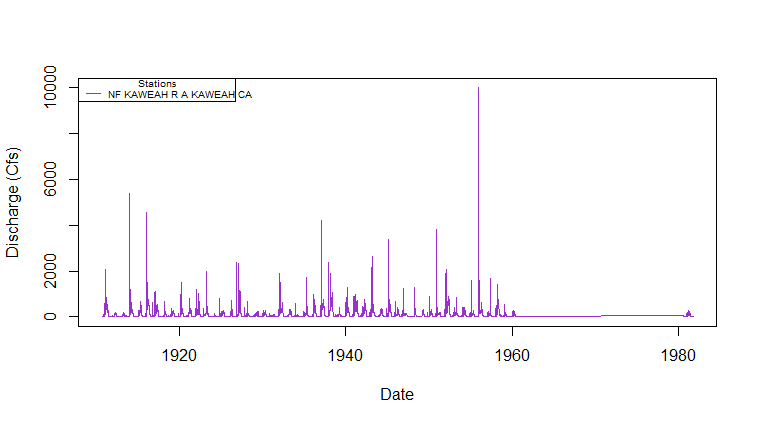 Stations
NF KAWEAH R A KAWEAH CA
Discharge (Cfs)
10000
6000
2000
0
1920
1940
1960
1980
Date